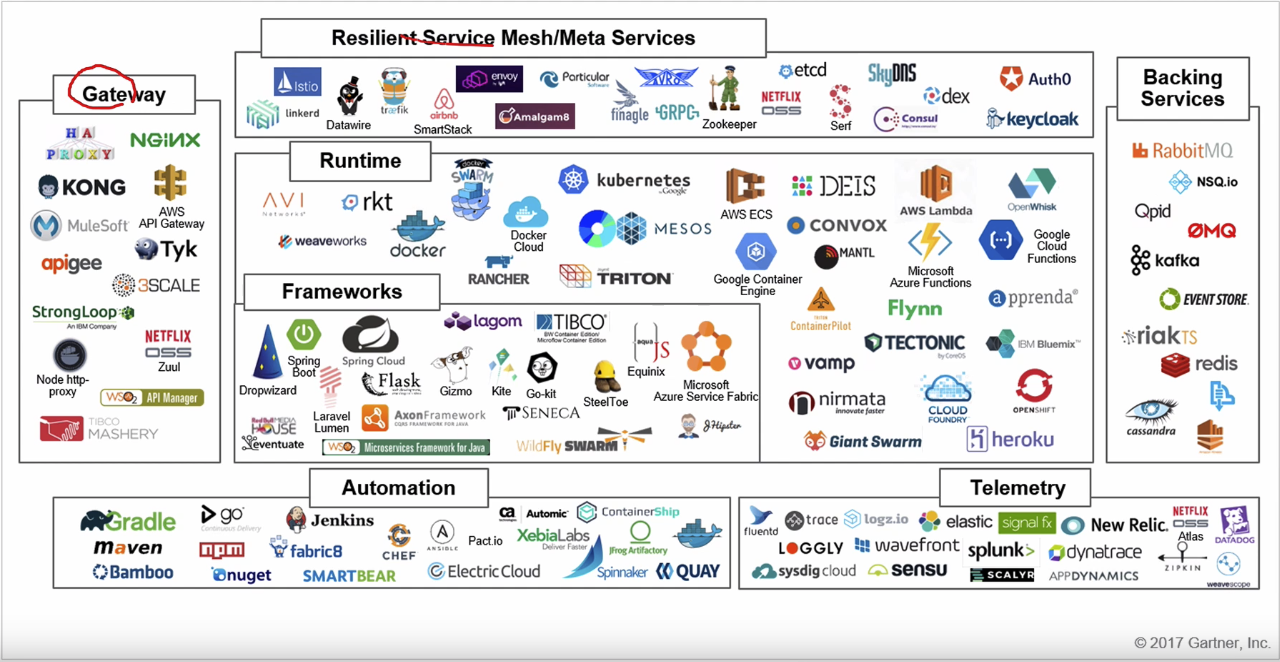 Resilient Service Mesh/Meta Services
Istio
linkerd
Datawire
træfik
airbnb
SmartStack
envoy
Amalgam8
Particular
Software
finagle
GRPC
Zookeeper
etcd
NETFLIX
OSS
SkyDNS
Serf
dex
Consul
Auth0
keycloak
Gateway
HA
PROXY
NGINX
KONG
AWS
API Gateway
MuleSoft
Tyk
apigee
3SCALE
StrongLoop
An IBM Company
NETFLIX
OSS
Zuul
Node http-
proxy
WSO2 API Manager
TIBCO
MASHERY
Runtime
AVI
Networks
rkt
weaveworks
docker
docker
SWARM
Docker
Cloud
RANCHER
kubernetes
by Google
MESOS
TRITON
AWS ECS
Google Container
Engine
DEIS
CONVOX
MANTL
AWS Lambda
Microsoft
Azure Functions
OpenWhisk
Google
Cloud
Functions
TRITON
ContainerPilot
Flynn
apprenda
TECTONIC
by CoreOS
IBM Bluemix™
vamp
nirmata
innovate faster
CLOUD
FOUNDRY
OPENSHIFT
Giant Swarm
heroku
Frameworks
Dropwizard
Spring
Boot
Spring Cloud
lagom
TIBCO
BW Container Edition/
Microflow Container Edition
aqua
JS
Equinix
Microsoft
Azure Service Fabric
Flask
Gizmo
Kite
Go-kit
SteelToe
Laravel
Lumen
Red Bull MEDIA
HOUSE
AxonFramework
CQRS FRAMEWORK FOR JAVA
SENECA
JHipster
eventuate
WSO2 Microservices Framework for Java
WildFly SWARM
Backing
Services
RabbitMQ
NSQ.io
Qpid
ØMQ
kafka
EVENT STORE
riak TS
redis
cassandra
Automation
Gradle
go
Continuous Delivery
Jenkins
maven
npm
fabric8
CHEF
ANSIBLE
Pact.io
ca
technologies
Automic
ContainerShip
XebiaLabs
Deliver Faster
JFrog Artifactory
Bamboo
nuget
SMARTBEAR
Electric Cloud
Spinnaker
QUAY
Telemetry
fluentd
trace
logz.io
elastic
signal fx
New Relic
NETFLIX
OSS
Atlas
DATADOG
LOGGLY
wavefront
splunk>
dynatrace
ZIPKIN
sysdig cloud
sensu
SCALYR
APPDYNAMICS
weavescope
© 2017 Gartner, Inc.